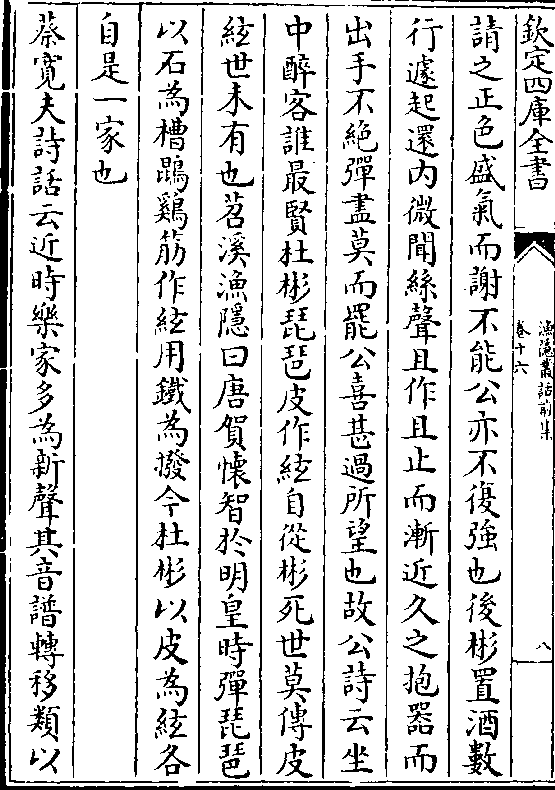 欽定四庫全書
漁隱叢話前集
卷十六
八
請之正色盛氣而謝不能公亦不復強也後彬置酒數
行遽起還內微聞絲聲且作且止而漸近久之抱器而
出手不絕彈盡莫而罷公喜甚過所望也故公詩云坐
中醉客誰最賢杜彬琵琶皮作絃自從彬死世莫傳皮
絃世未有也苕溪漁隱曰唐賀懷智於明皇時彈琵琶
以石為槽鵾鷄筋作絃用鐵為撥今杜彬以皮為絃各
自是一家也
蔡寬夫詩話云近時樂家多為新聲其音譜轉移類以